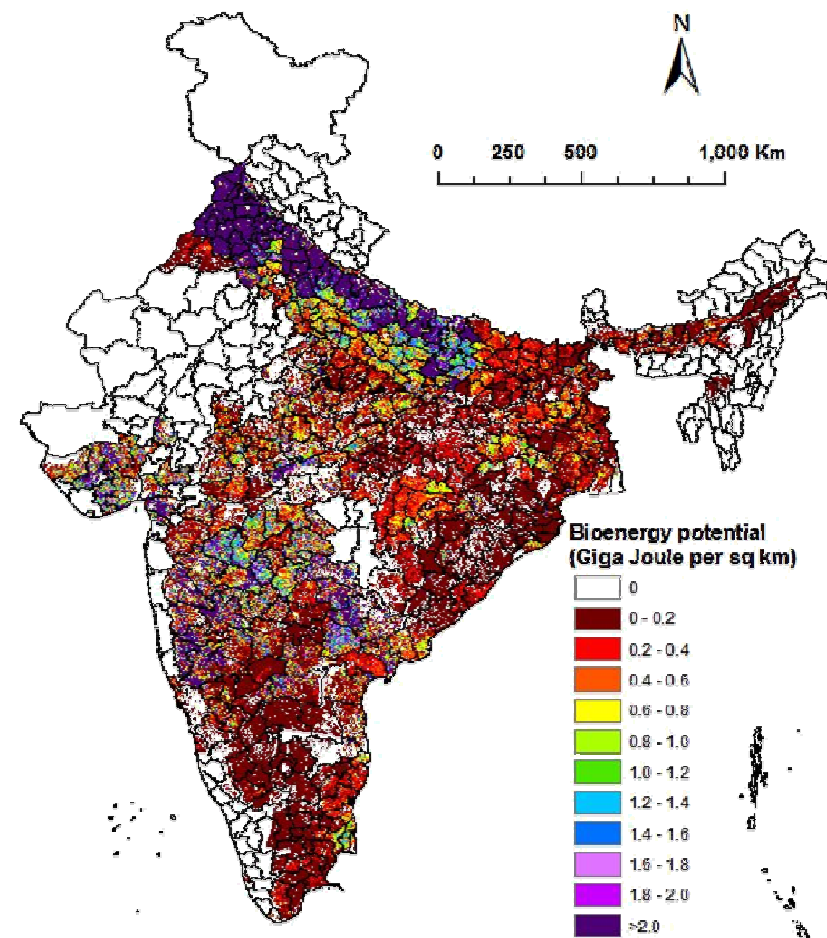 N
0 250 500 1,000 Km
Bioenergy potential
(Giga Joule per sq km)
0
0 - 0.2
0.2 - 0.4
0.4 - 0.6
0.6 - 0.8
0.8 - 1.0
1.0 - 1.2
1.2 - 1.4
1.4 - 1.6
1.6 - 1.8
1.8 - 2.0
>2.0